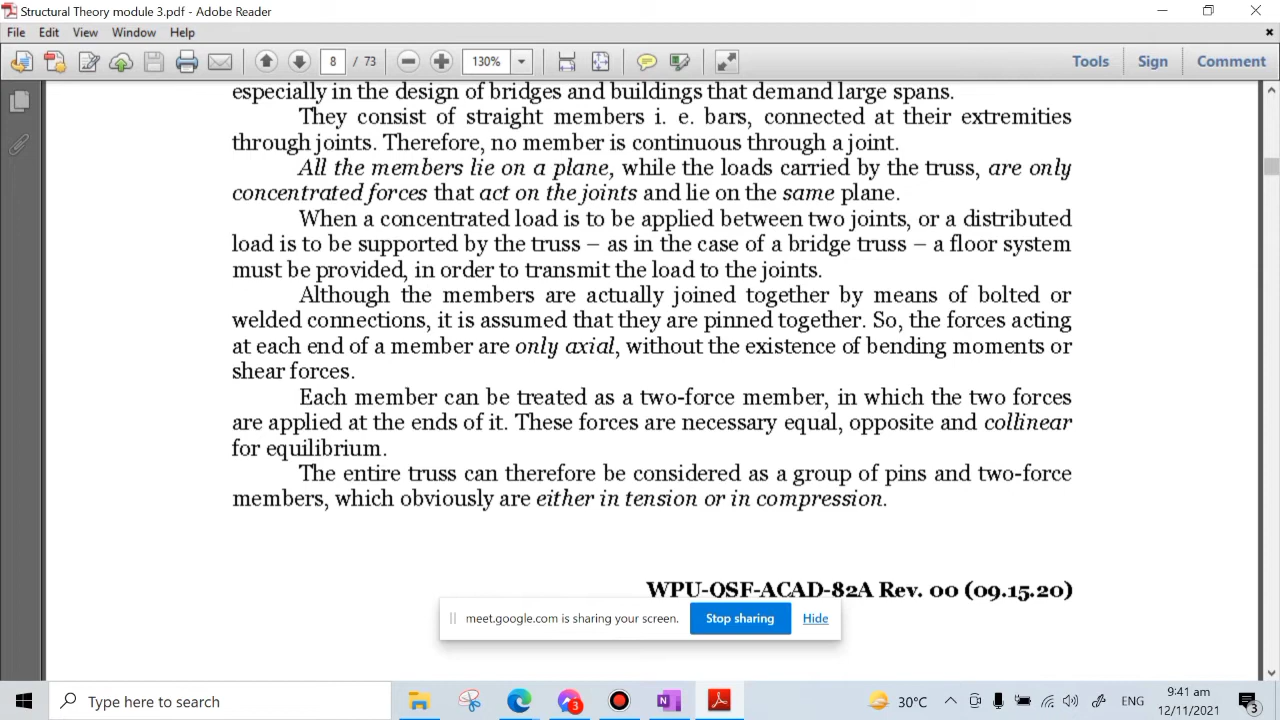 Structural Theory module 3.pdf - Adobe Reader
File Edit View Window Help
8 / 73 130% Tools Sign Comment
especially in the design of bridges and buildings that demand large spans.
They consist of straight members i. e. bars, connected at their extremities
through joints. Therefore, no member is continuous through a joint.
All the members lie on a plane, while the loads carried by the truss, are only
concentrated forces that act on the joints and lie on the same plane.
When a concentrated load is to be applied between two joints, or a distributed
load is to be supported by the truss – as in the case of a bridge truss – a floor system
must be provided, in order to transmit the load to the joints.
Although the members are actually joined together by means of bolted or
welded connections, it is assumed that they are pinned together. So, the forces acting
at each end of a member are only axial, without the existence of bending moments or
shear forces.
Each member can be treated as a two-force member, in which the two forces
are applied at the ends of it. These forces are necessary equal, opposite and collinear
for equilibrium.
The entire truss can therefore be considered as a group of pins and two-force
members, which obviously are either in tension or in compression.
WPU-QSF-ACAD-82A Rev. 00 (09.15.20)
meet.google.com is sharing your screen. Stop sharing Hide
Type here to search 3 30°C ENG 9:41 am
12/11/2021 3